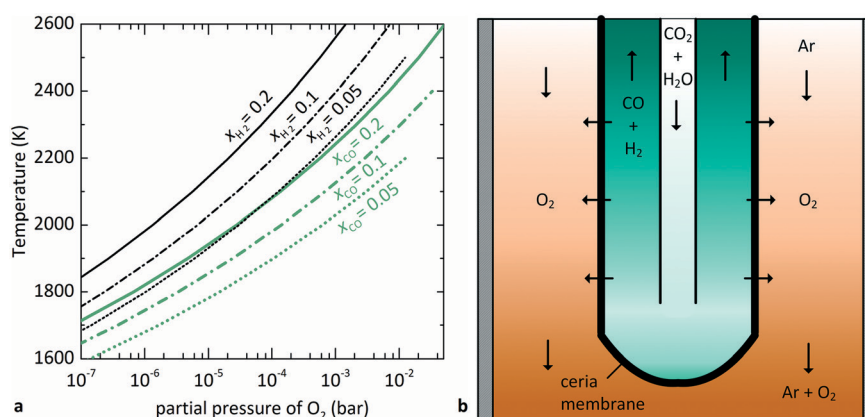 2600
2400
2200
2000
1800
1600
Temperature (K)
x_H2 = 0.2
x_H2 = 0.1
x_H2 = 0.05
x_CO = 0.2
x_CO = 0.1
x_CO = 0.05
10⁻⁷ 10⁻⁶ 10⁻⁵ 10⁻⁴ 10⁻³ 10⁻²
partial pressure of O₂ (bar)
a
CO₂
+
H₂O
Ar
CO
+
H₂
O₂
O₂
ceria
membrane
Ar + O₂
b